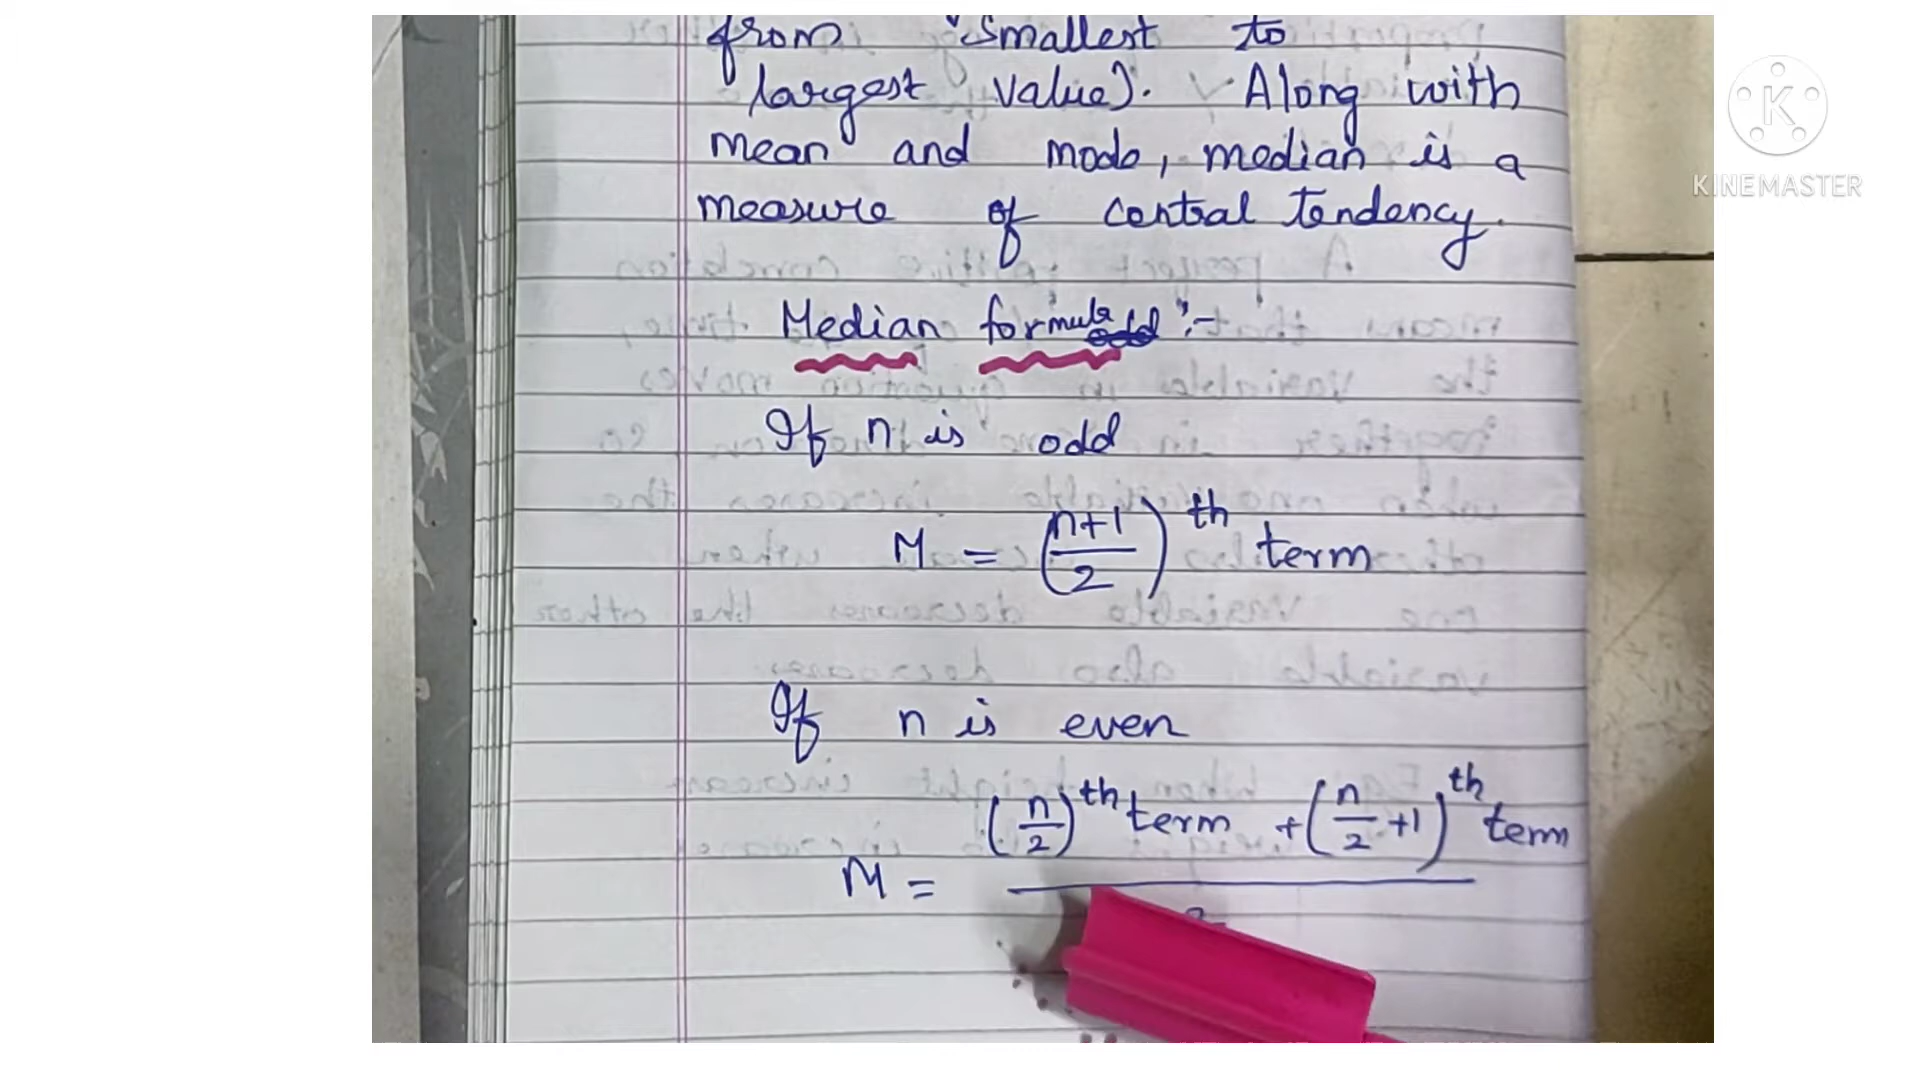 from smallest to
largest value). Along with
mean and mode, median is a
measure of central tendency.
Median formula :-
If n is odd
M = (n+1/2)th term
If n is even
M = (n/2)th term + (n/2 +1)th term
K
KINEMASTER